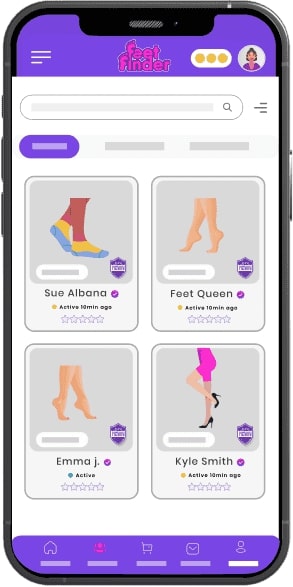 feet
finder
Sue Albana
Active 10min ago
Feet Queen
Active 10min ago
Emma j.
Active
Kyle Smith
Active 10min ago